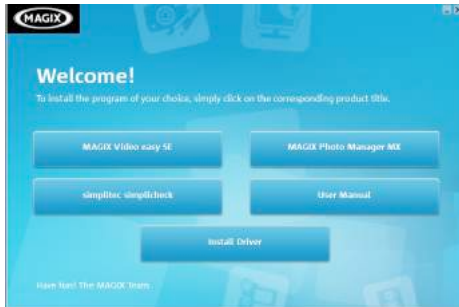 MAGIX
Welcome!
To install the program of your choice, simply click on the corresponding product title.
MAGIX Video easy SE
MAGIX Photo Manager MX
simplitec simplicheck
User Manual
Install Driver
Have fun! The MAGIX Team